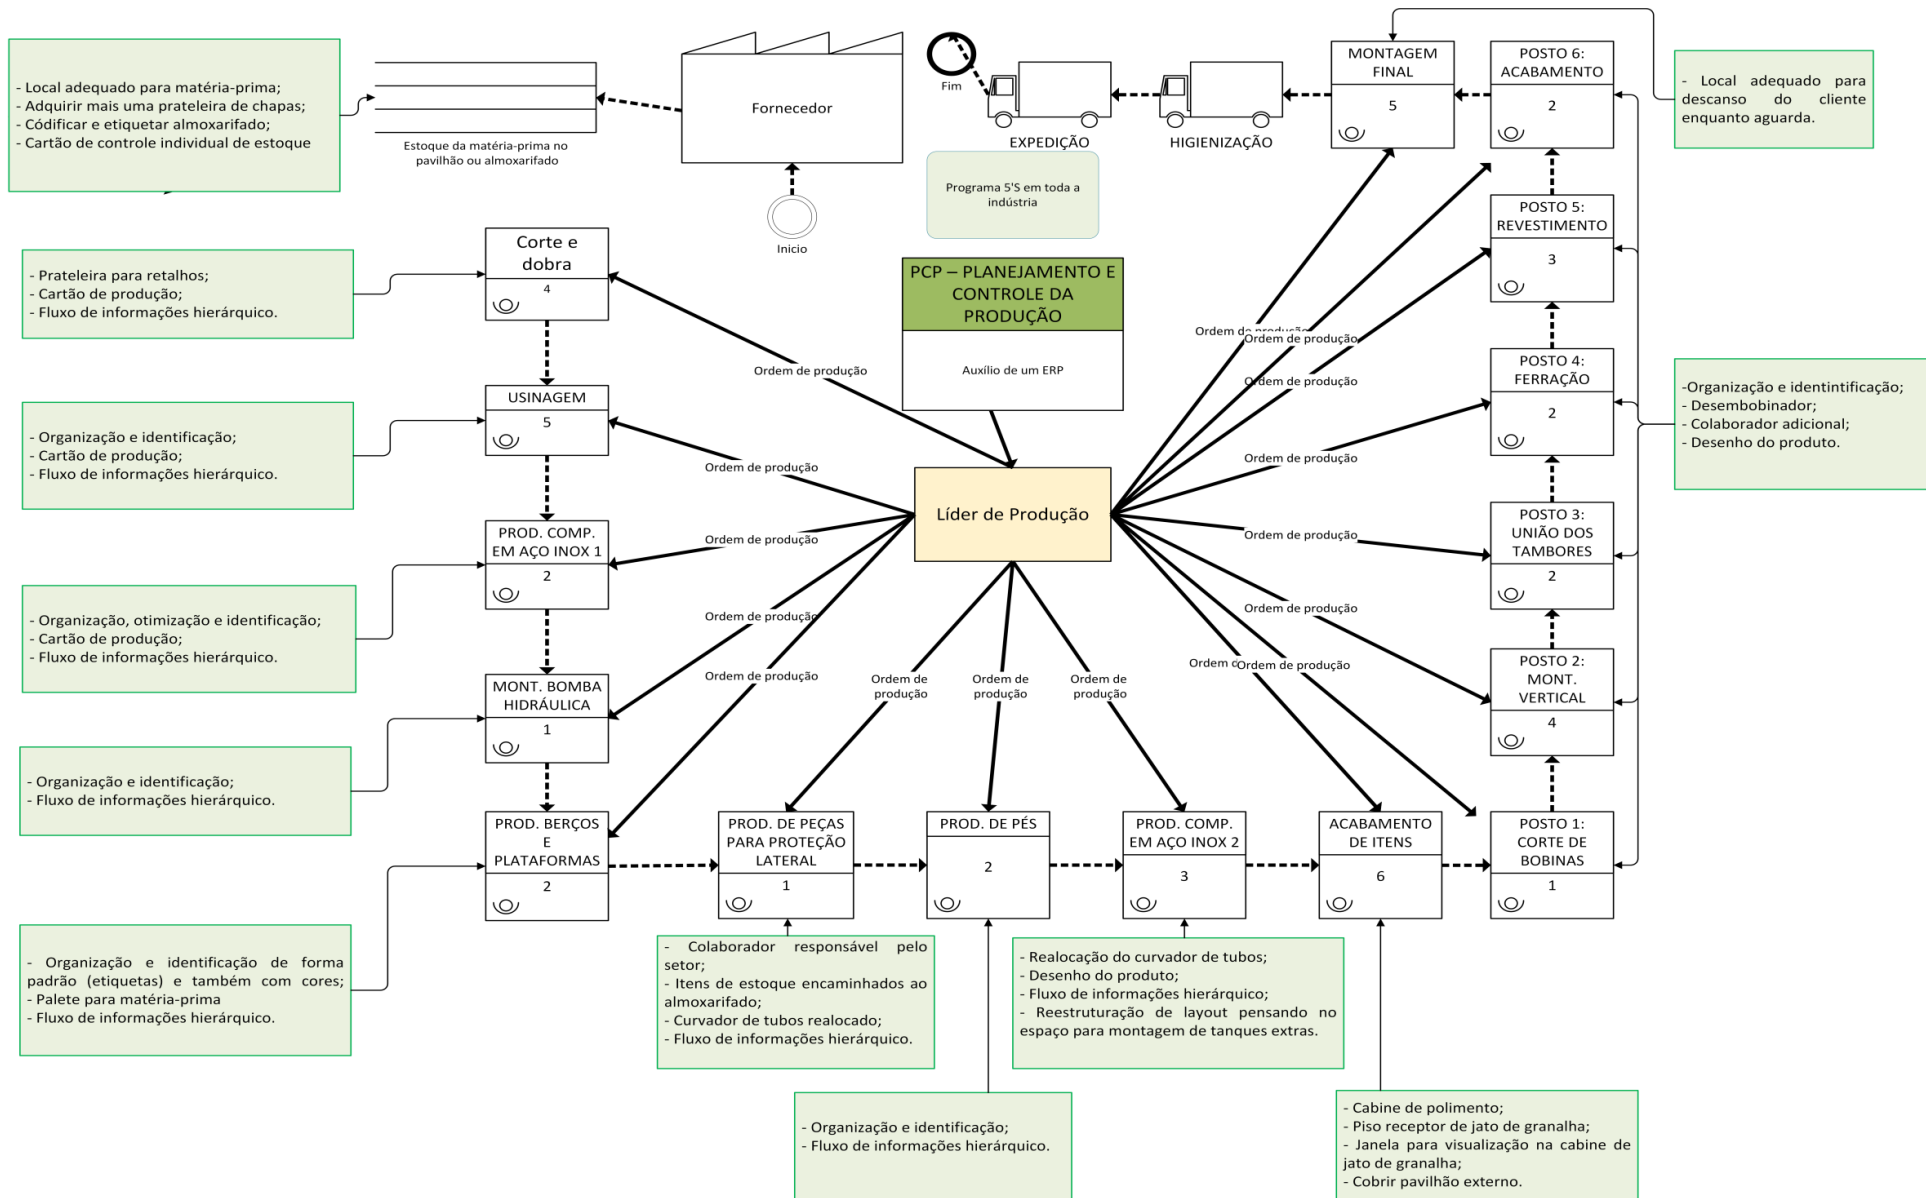 - Local adequado para matéria-prima;
- Adquirir mais uma prateleira de chapas;
- Códificar e etiquetar almoxarifado;
- Cartão de controle individual de estoque
Estoque da matéria-prima no
pavilhão ou almoxarifado
Fornecedor
Inicio
Fim
EXPEDIÇÃO
HIGIENIZAÇÃO
Programa 5'S em toda a
indústria
MONTAGEM
FINAL
5
POSTO 6:
ACABAMENTO
2
- Local adequado para
descanso do cliente
enquanto aguarda.
- Prateleira para retalhos;
- Cartão de produção;
- Fluxo de informações hierárquico.
Corte e
dobra
4
PCP – PLANEJAMENTO E
CONTROLE DA
PRODUÇÃO
Auxílio de um ERP
POSTO 5:
REVESTIMENTO
3
Ordem de produção
Ordem de produção
Ordem de produção
Ordem de produção
- Organização e identificação;
- Cartão de produção;
- Fluxo de informações hierárquico.
USINAGEM
5
Ordem de produção
Líder de Produção
Ordem de produção
POSTO 4:
FERRAÇÃO
2
-Organização e identintificação;
- Desembobinador;
- Colaborador adicional;
- Desenho do produto.
- Organização, otimização e identificação;
- Cartão de produção;
- Fluxo de informações hierárquico.
PROD. COMP.
EM AÇO INOX 1
2
Ordem de produção
Ordem de produção
POSTO 3:
UNIÃO DOS
TAMBORES
2
Ordem de produção
Ordem de produção
- Organização e identificação;
- Fluxo de informações hierárquico.
MONT. BOMBA
HIDRÁULICA
1
Ordem de produção
Ordem de
produção
Ordem de
produção
Ordem de
produção
Ordem d
Ordem de produção
POSTO 2:
MONT.
VERTICAL
4
- Organização e identificação de forma
padrão (etiquetas) e também com cores;
- Palete para matéria-prima
- Fluxo de informações hierárquico.
PROD. BERÇOS
E
PLATAFORMAS
2
PROD. DE PEÇAS
PARA PROTEÇÃO
LATERAL
1
PROD. DE PÉS
2
PROD. COMP.
EM AÇO INOX 2
3
ACABAMENTO
DE ITENS
6
POSTO 1:
CORTE DE
BOBINAS
1
- Colaborador responsável pelo
setor;
- Itens de estoque encaminhados ao
almoxarifado;
- Curvador de tubos realocado;
- Fluxo de informações hierárquico.
- Realocação do curvador de tubos;
- Desenho do produto;
- Fluxo de informações hierárquico;
- Reestruturação de layout pensando no
espaço para montagem de tanques extras.
- Organização e identificação;
- Fluxo de informações hierárquico.
- Cabine de polimento;
- Piso receptor de jato de granalha;
- Janela para visualização na cabine de
jato de granalha;
- Cobrir pavilhão externo.